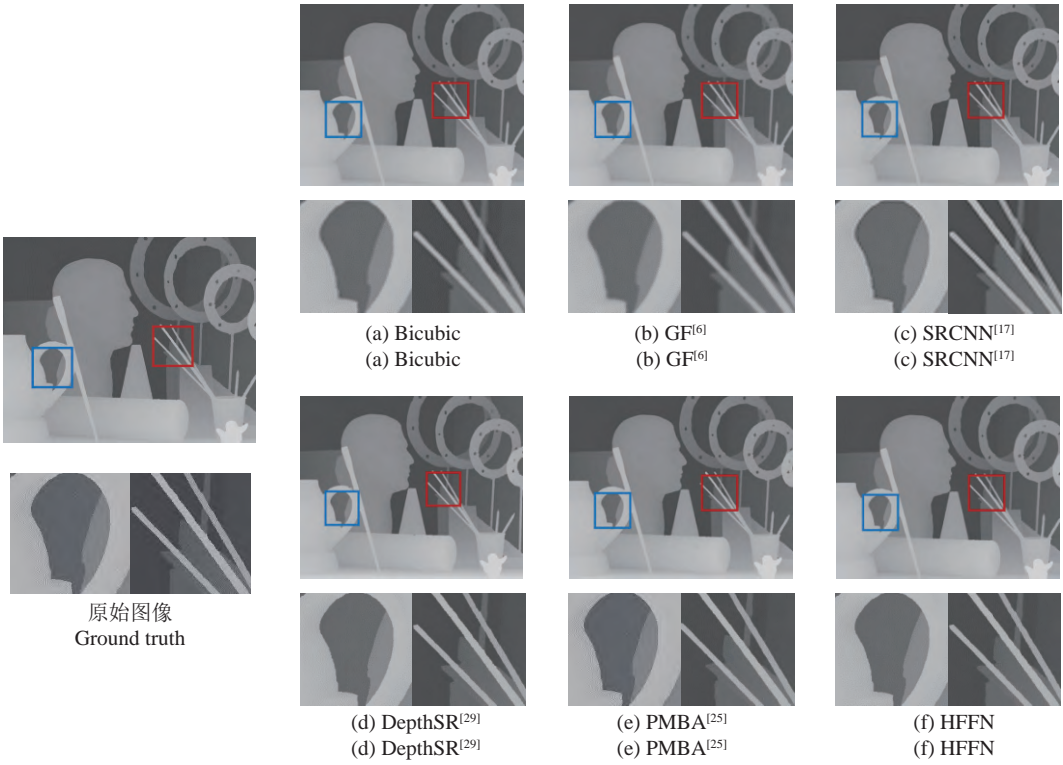 (a) Bicubic
(a) Bicubic
(b) GF[6]
(b) GF[6]
(c) SRCNN[17]
(c) SRCNN[17]
原始图像
Ground truth
(d) DepthSR[29]
(d) DepthSR[29]
(e) PMBA[25]
(e) PMBA[25]
(f) HFFN
(f) HFFN